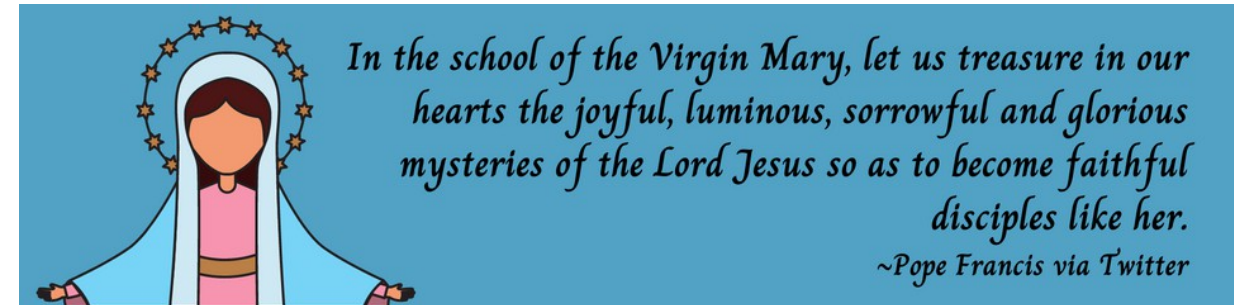 In the school of the Virgin Mary, let us treasure in our
hearts the joyful, luminous, sorrowful and glorious
mysteries of the Lord Jesus so as to become faithful
disciples like her.
~Pope Francis via Twitter